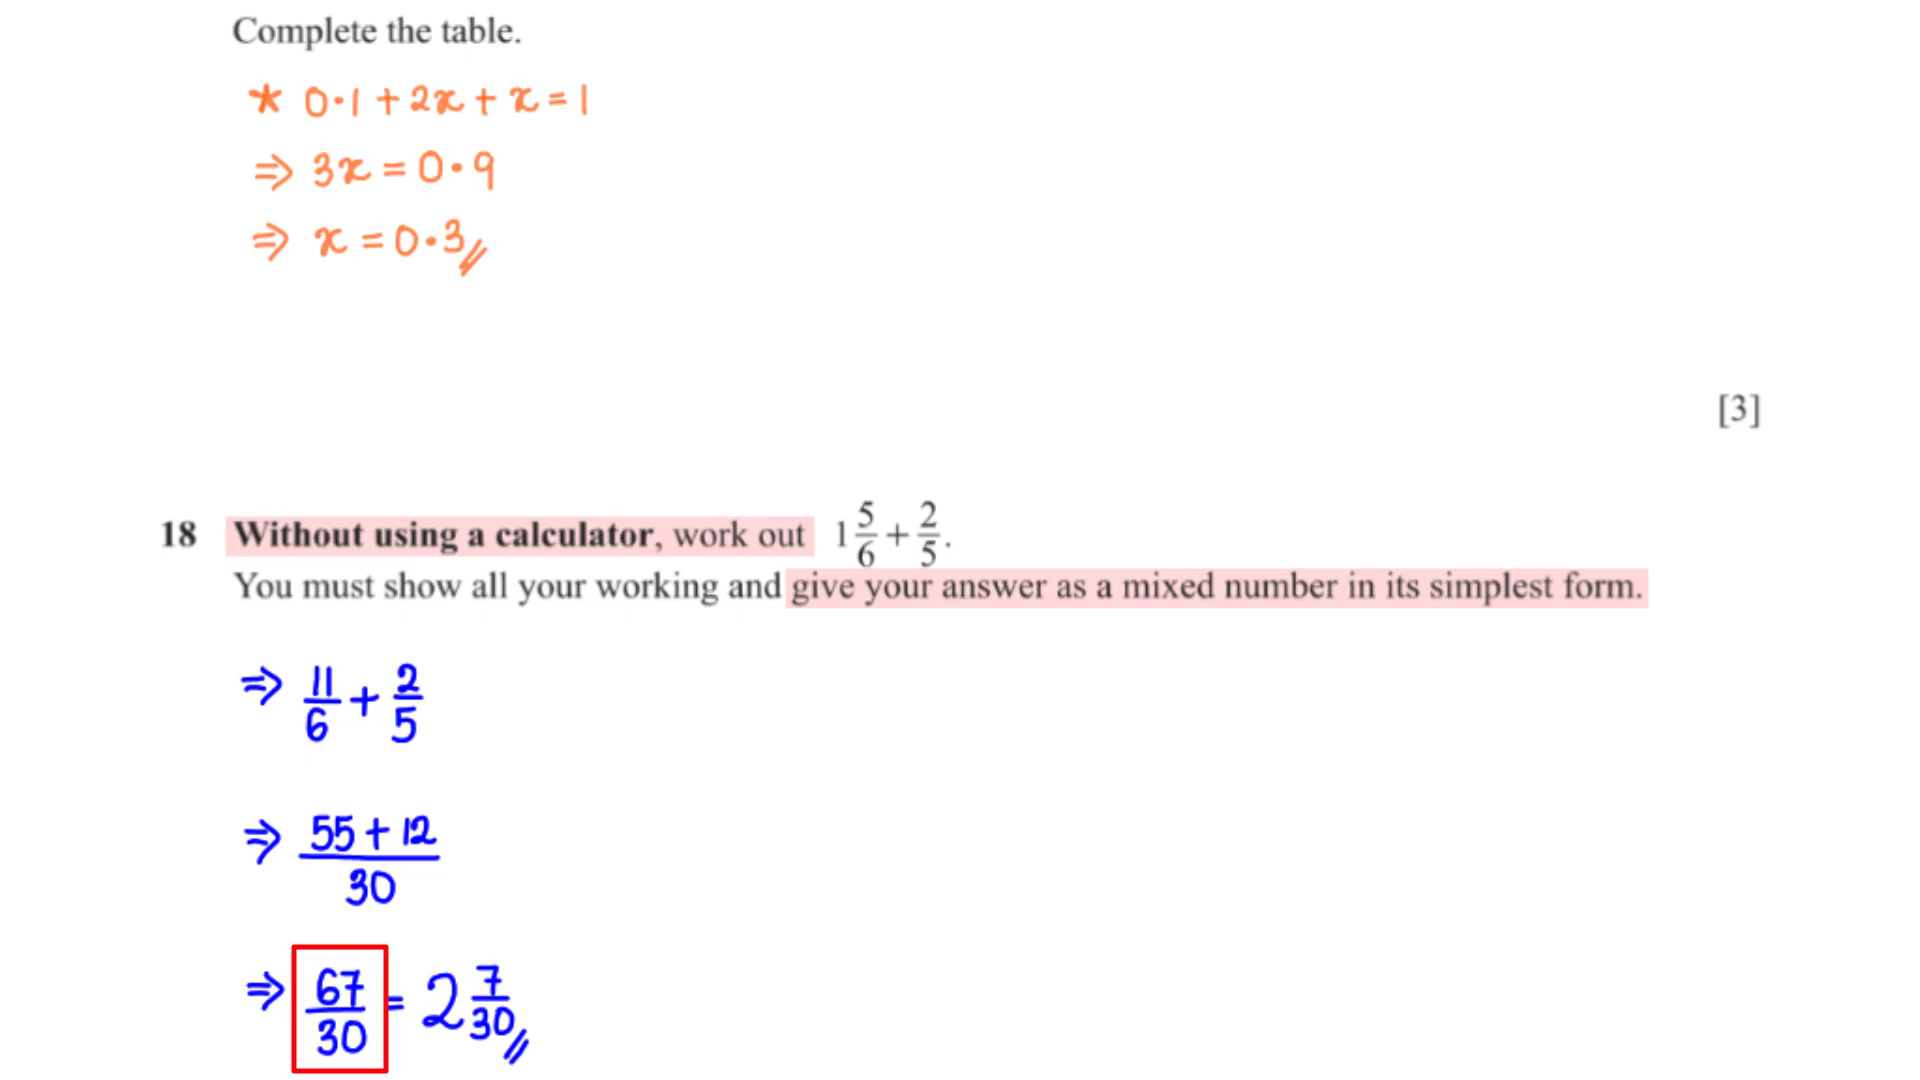 Complete the table.
* 0·1 + 2x + x = 1
⇒ 3x = 0·9
⇒ x = 0·3//
[3]
18 Without using a calculator, work out 1 5/6 + 2/5.
You must show all your working and give your answer as a mixed number in its simplest form.
⇒ 11/6 + 2/5
⇒ 55 + 12 / 30
⇒ 67/30 = 2 7/30 //